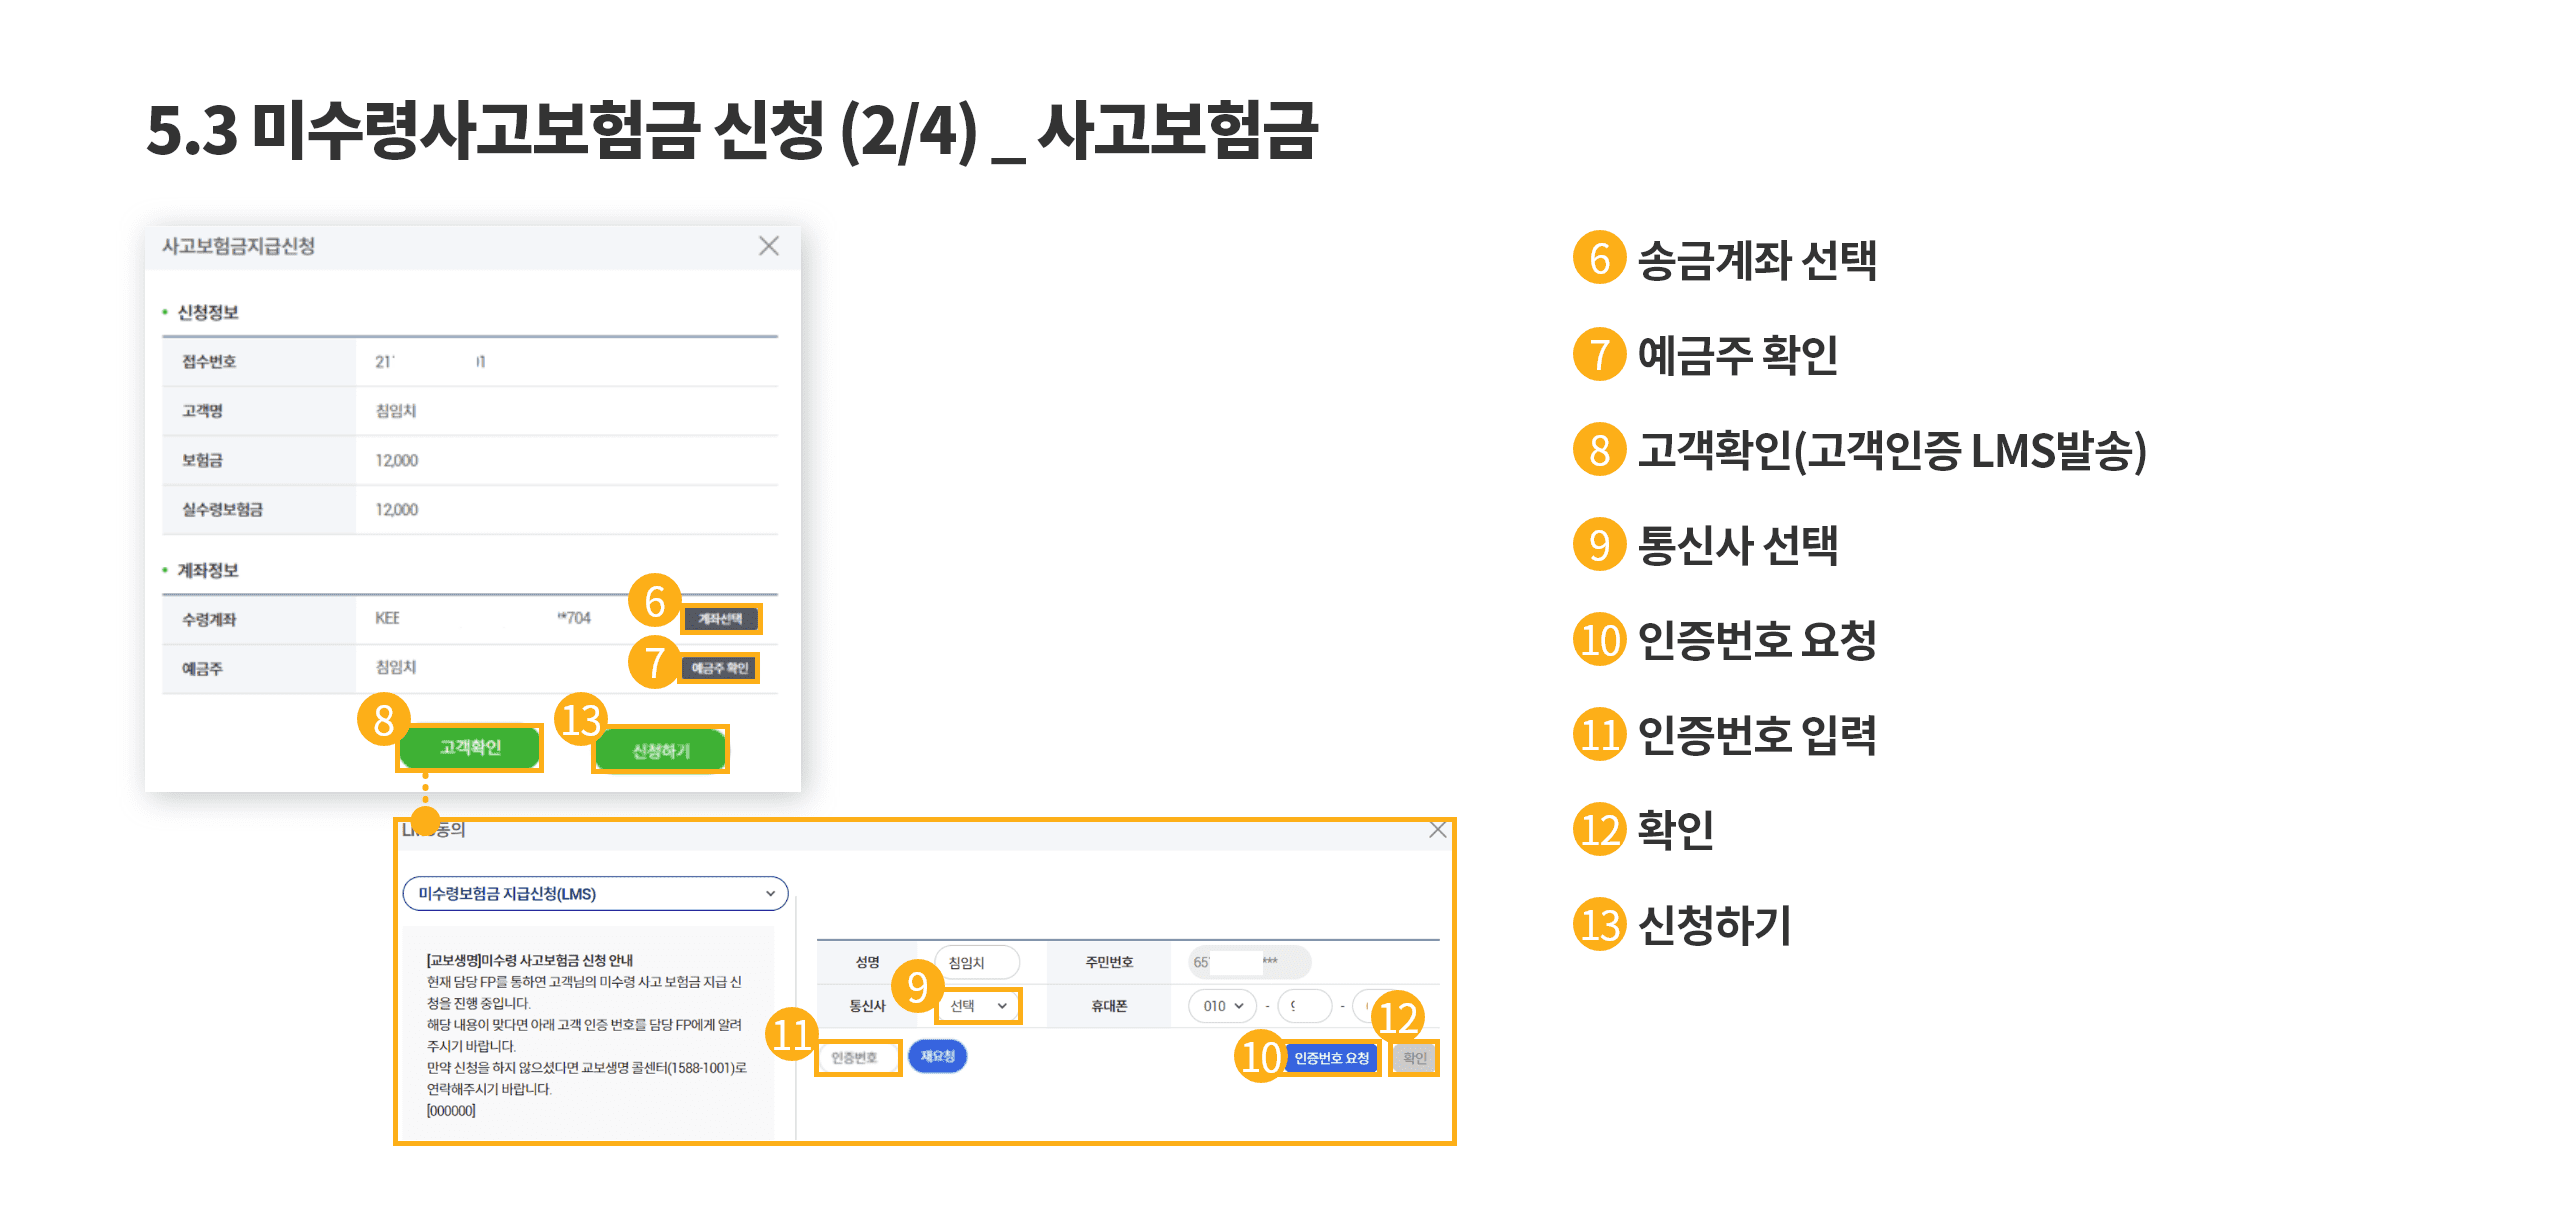 5.3 미수령사고보험금 신청 (2/4) _ 사고보험금
사고보험금지급신청
신청정보
접수번호 21 01
고객명 침임치
보험금 12,000
실수령보험금 12,000
계좌정보
수령계좌 KEE **704 6 계좌선택
예금주 침임치 7 예금주 확인
8 고객확인 13 신청하기
LMS동의
미수령보험금 지급신청(LMS)
[교보생명]미수령 사고보험금 신청 안내
현재 담당 FP를 통하연 고객님의 미수령 사고 보험금 지급 신
청을 진행 중입니다.
해당 내용이 맞다면 아래 고객 인증 번호를 담당 FP에게 알려
주시기 바랍니다.
만약 신청을 하지 않으셨다면 교보생명 콜센터(1588-1001)로
연락해주시기 바랍니다.
[000000]
성명 침임치 주민번호 65 ***
통신사 9 선택 휴대폰 010 - 9 -
11 인증번호 재요청 10 인증번호 요청 12 확인
6 송금계좌 선택
7 예금주 확인
8 고객확인(고객인증 LMS발송)
9 통신사 선택
10 인증번호 요청
11 인증번호 입력
12 확인
13 신청하기